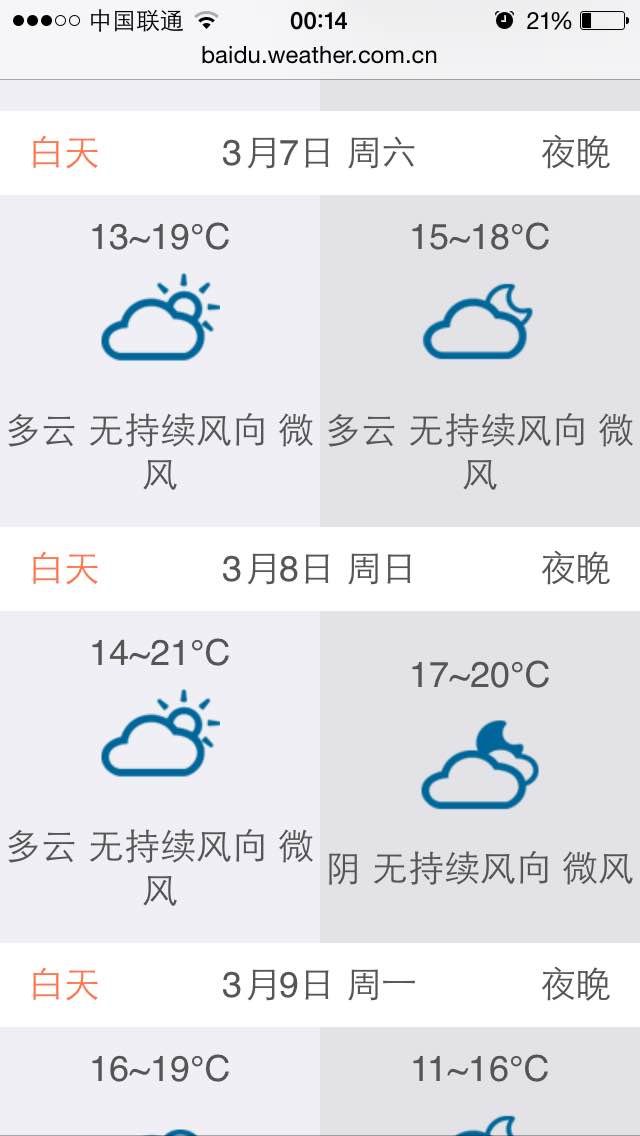 中国联通 00:14 21%
baidu.weather.com.cn
白天 3月7日 周六 夜晚
13~19°C 15~18°C
多云 无持续风向 微
风
多云 无持续风向 微
风
白天 3月8日 周日 夜晚
14~21°C
多云 无持续风向 微
风
17~20°C
阴 无持续风向 微风
白天 3月9日 周一 夜晚
16~19°C 11~16°C